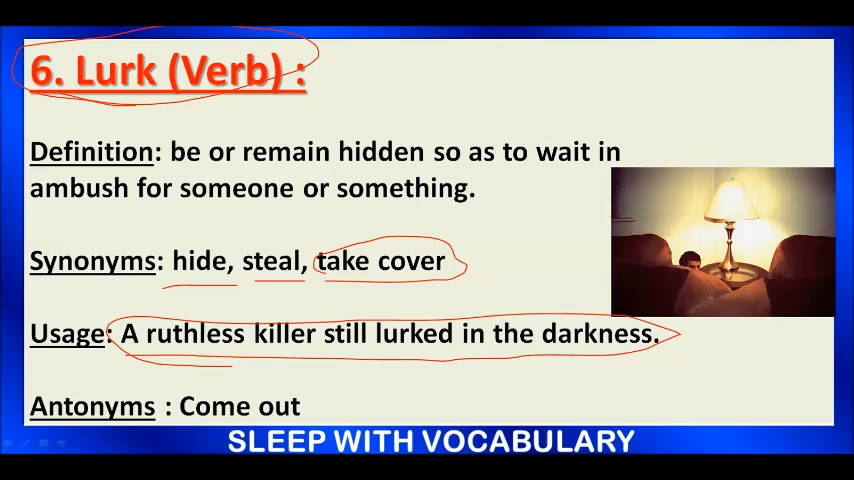 6. Lurk (Verb) :
Definition: be or remain hidden so as to wait in
ambush for someone or something.
Synonyms: hide, steal, take cover
Usage: A ruthless killer still lurked in the darkness.
Antonyms : Come out
SLEEP WITH VOCABULARY